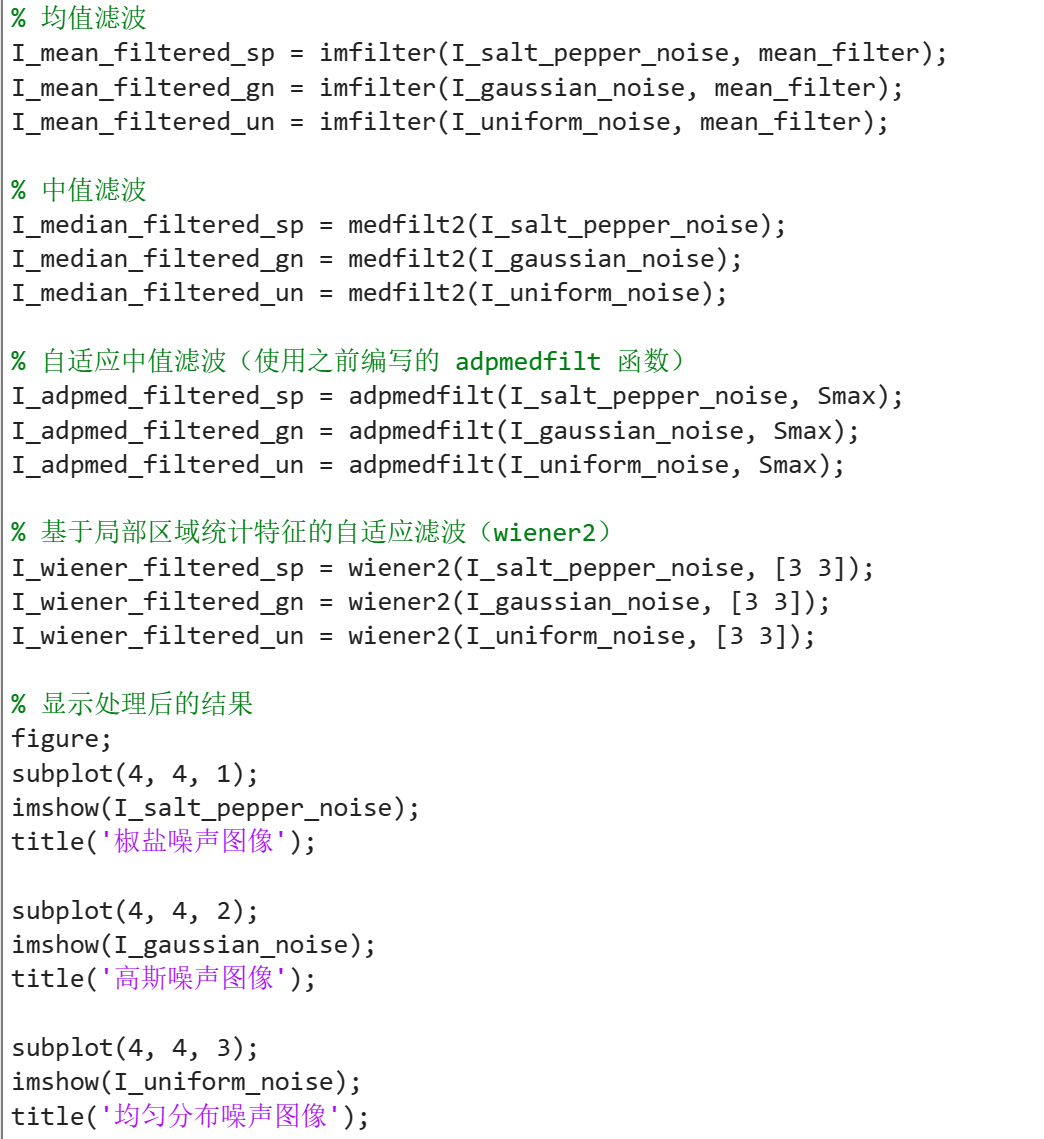 % 均值滤波
I_mean_filtered_sp = imfilter(I_salt_pepper_noise, mean_filter);
I_mean_filtered_gn = imfilter(I_gaussian_noise, mean_filter);
I_mean_filtered_un = imfilter(I_uniform_noise, mean_filter);
% 中值滤波
I_median_filtered_sp = medfilt2(I_salt_pepper_noise);
I_median_filtered_gn = medfilt2(I_gaussian_noise);
I_median_filtered_un = medfilt2(I_uniform_noise);
% 自适应中值滤波（使用之前编写的 adpmedfilt 函数）
I_adpmed_filtered_sp = adpmedfilt(I_salt_pepper_noise, Smax);
I_adpmed_filtered_gn = adpmedfilt(I_gaussian_noise, Smax);
I_adpmed_filtered_un = adpmedfilt(I_uniform_noise, Smax);
% 基于局部区域统计特征的自适应滤波（wiener2）
I_wiener_filtered_sp = wiener2(I_salt_pepper_noise, [3 3]);
I_wiener_filtered_gn = wiener2(I_gaussian_noise, [3 3]);
I_wiener_filtered_un = wiener2(I_uniform_noise, [3 3]);
% 显示处理后的结果
figure;
subplot(4, 4, 1);
imshow(I_salt_pepper_noise);
title('椒盐噪声图像');
subplot(4, 4, 2);
imshow(I_gaussian_noise);
title('高斯噪声图像');
subplot(4, 4, 3);
imshow(I_uniform_noise);
title('均匀分布噪声图像');